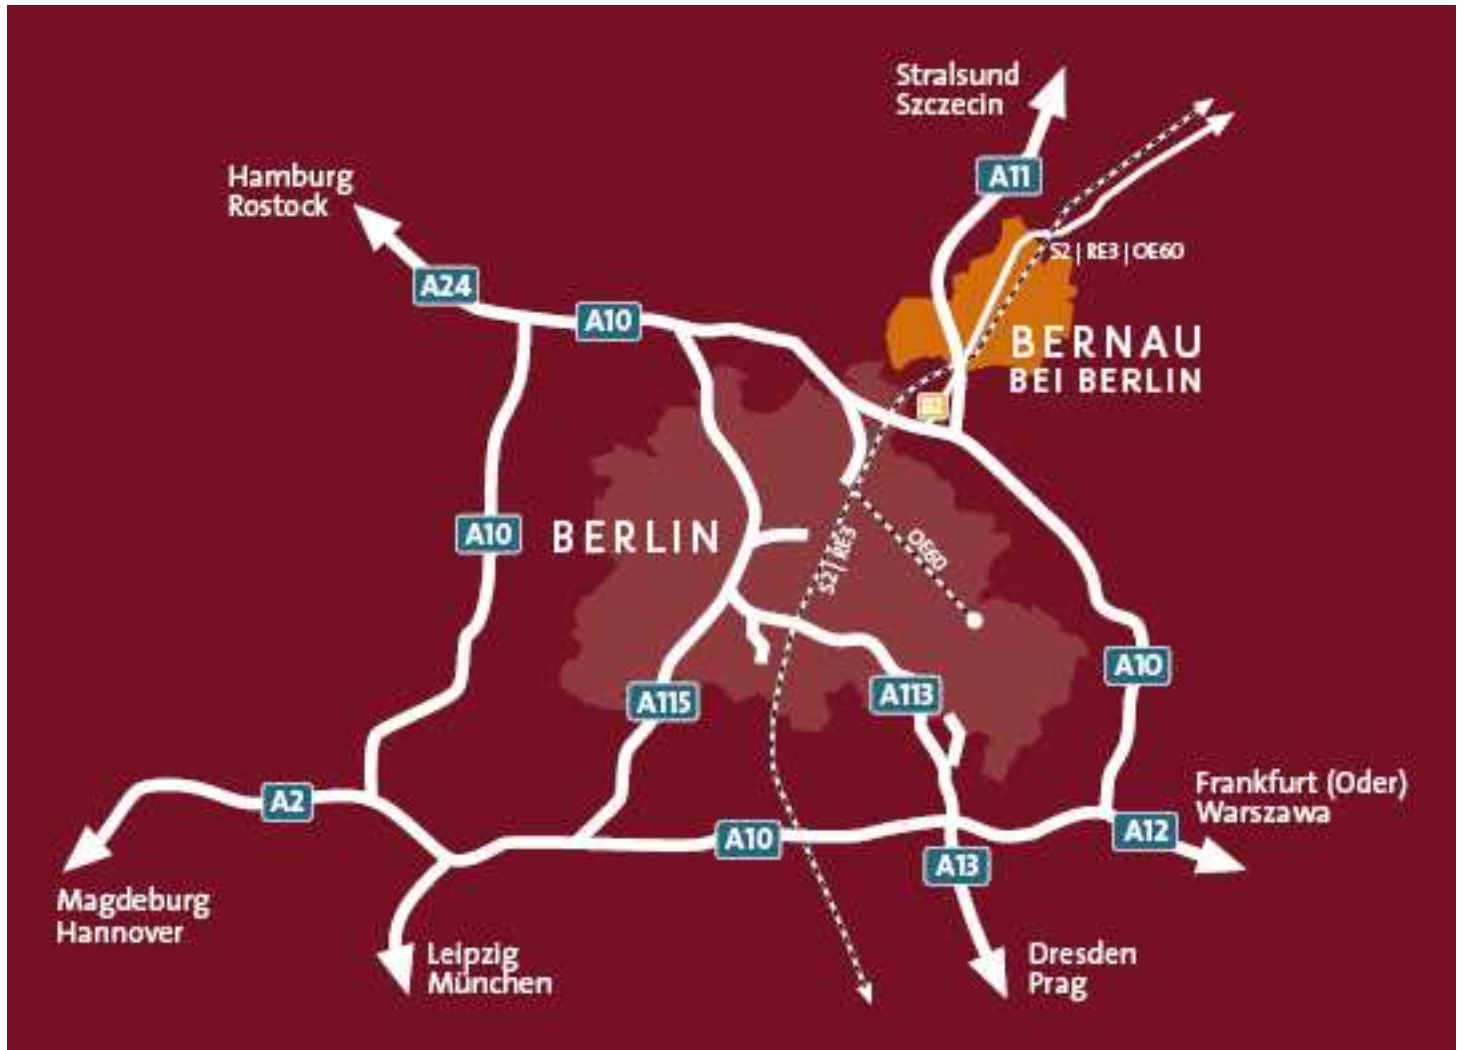 Stralsund
Szczecin
A11
Hamburg
Rostock
S2 | RE3 | OE60
A24
A10
BERNAU
BEI BERLIN
A10
BERLIN
S2 | RE3
OE60
A10
A115
A113
Frankfurt (Oder)
Warszawa
A2
A10
A12
A13
Magdeburg
Hannover
Leipzig
München
Dresden
Prag